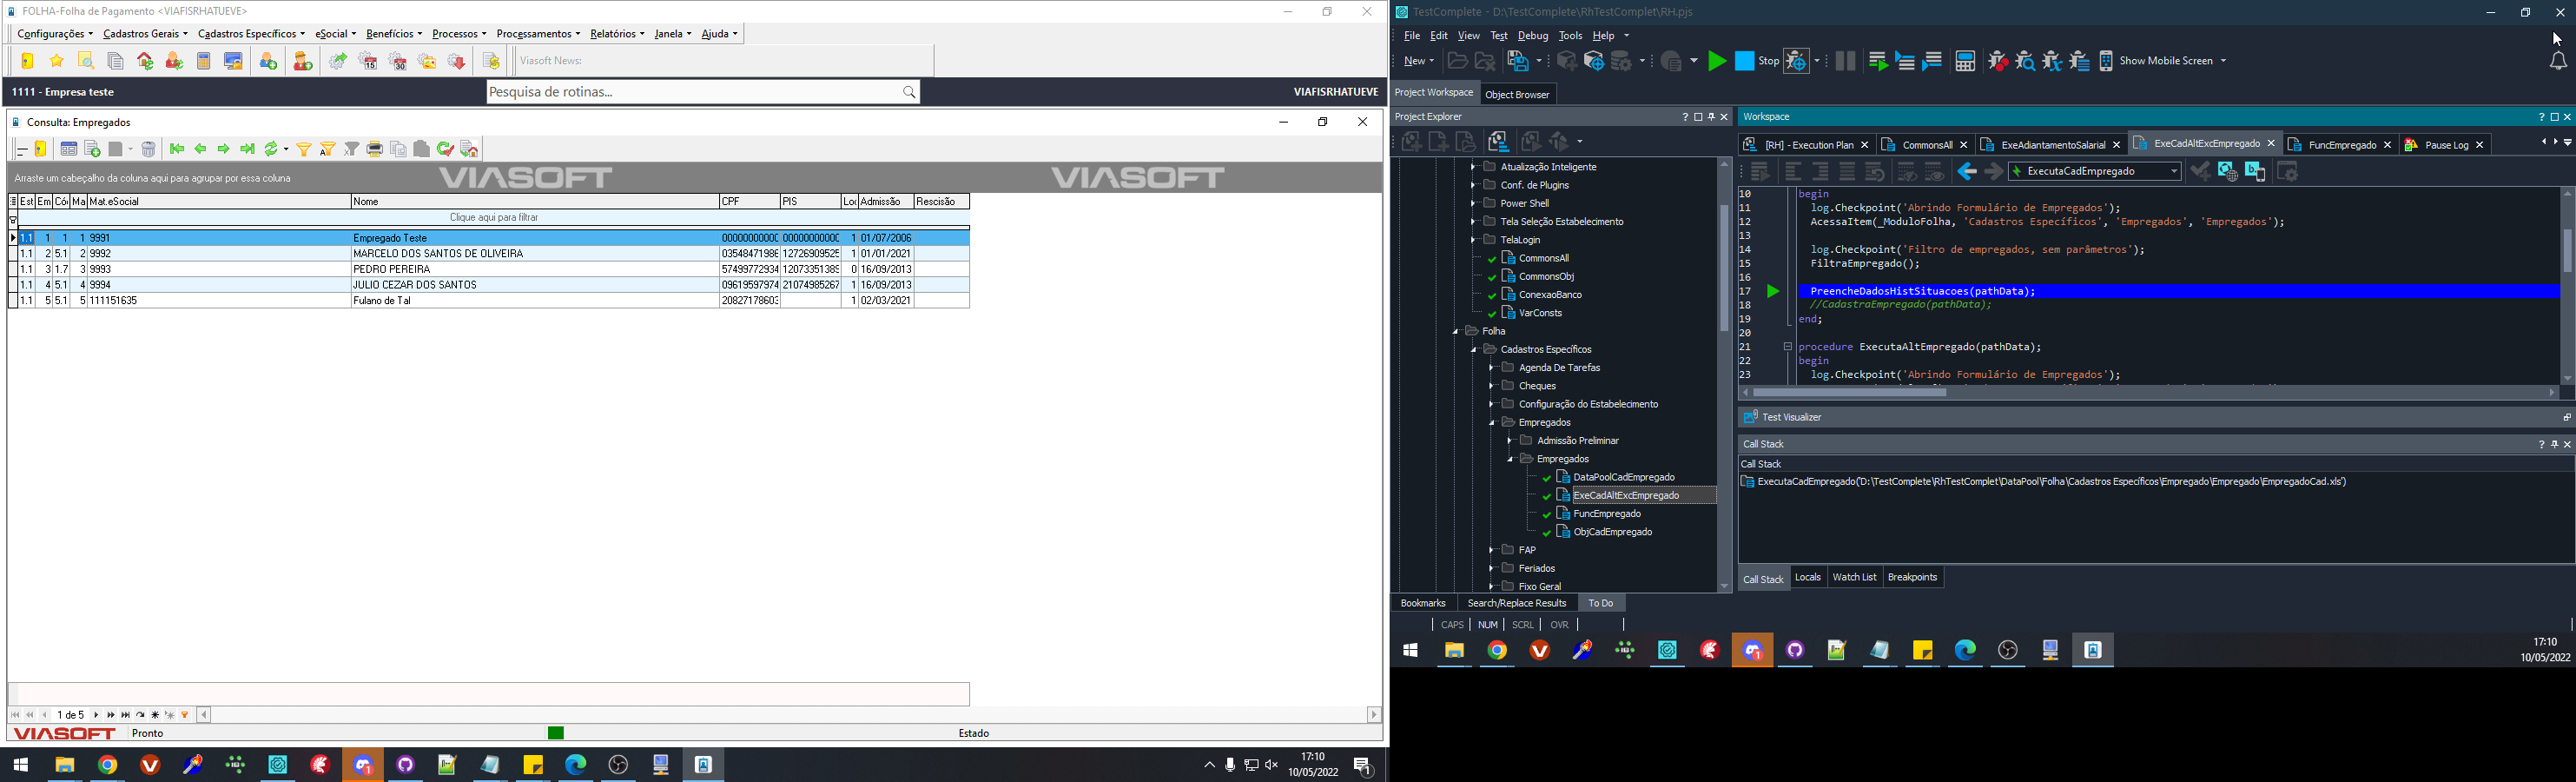 FOLHA-Folha de Pagamento <VIAFISRHATUEVE>
Configurações Cadastros Gerais Cadastros Específicos eSocial Benefícios Processos Processamentos Relatórios Janela Ajuda
Viasoft News:
1111 - Empresa teste
Pesquisa de rotinas...
VIAFISRHATUEVE
Consulta: Empregados
Arraste um cabeçalho da coluna aqui para agrupar por essa coluna
VIASOFT VIASOFT
Est Em Cód Ma Mat.eSocial Nome CPF PIS Loc Admissão Rescisão
Clique aqui para filtrar
1.1 1 1 1 9991 Empregado Teste 00000000000 00000000000 1 01/07/2006
1.1 2 5.1 2 9992 MARCELO DOS SANTOS DE OLIVEIRA 03548471986 12726909525 1 01/01/2021
1.1 3 1.7 3 9993 PEDRO PEREIRA 57499772934 12073351389 0 16/09/2013
1.1 4 5.1 4 9994 JULIO CEZAR DOS SANTOS 09619597974 21074985267 1 16/09/2013
1.1 5 5.1 5 111151635 Fulano de Tal 20827178603 1 02/03/2021
1 de 5
VIASOFT Pronto Estado
17:10
10/05/2022
TestComplete - D:\TestComplete\RhTestComplet\RH.pjs
File Edit View Test Debug Tools Help
New Stop Show Mobile Screen
Project Workspace Object Browser
Project Explorer
Atualização Inteligente
Conf. de Plugins
Power Shell
Tela Seleção Estabelecimento
TelaLogin
CommonsAll
CommonsObj
ConexaoBanco
VarConsts
Folha
Cadastros Específicos
Agenda De Tarefas
Cheques
Configuração do Estabelecimento
Empregados
Admissão Preliminar
Empregados
DataPoolCadEmpregado
ExeCadAltExcEmpregado
FuncEmpregado
ObjCadEmpregado
FAP
Feriados
Fixo Geral
Bookmarks Search/Replace Results To Do
CAPS NUM SCRL OVR
Workspace
[RH] - Execution Plan CommonsAll ExeAdiantamentoSalarial ExeCadAltExcEmpregado FuncEmpregado Pause Log
ExecutaCadEmpregado
10 begin
11 log.Checkpoint('Abrindo Formulário de Empregados');
12 AcessaItem(_ModuloFolha, 'Cadastros Específicos', 'Empregados', 'Empregados');
13
14 log.Checkpoint('Filtro de empregados, sem parâmetros');
15 FiltraEmpregado();
16
17 PreencheDadosHistSituacoes(pathData);
18 //CadastraEmpregado(pathData);
19 end;
20
21 procedure ExecutaAltEmpregado(pathData);
22 begin
23 log.Checkpoint('Abrindo Formulário de Empregados');
Test Visualizer
Call Stack
Call Stack
ExecutaCadEmpregado('D:\TestComplete\RhTestComplet\DataPool\Folha\Cadastros Específicos\Empregado\Empregado\EmpregadoCad.xls')
Call Stack Locals Watch List Breakpoints
17:10
10/05/2022